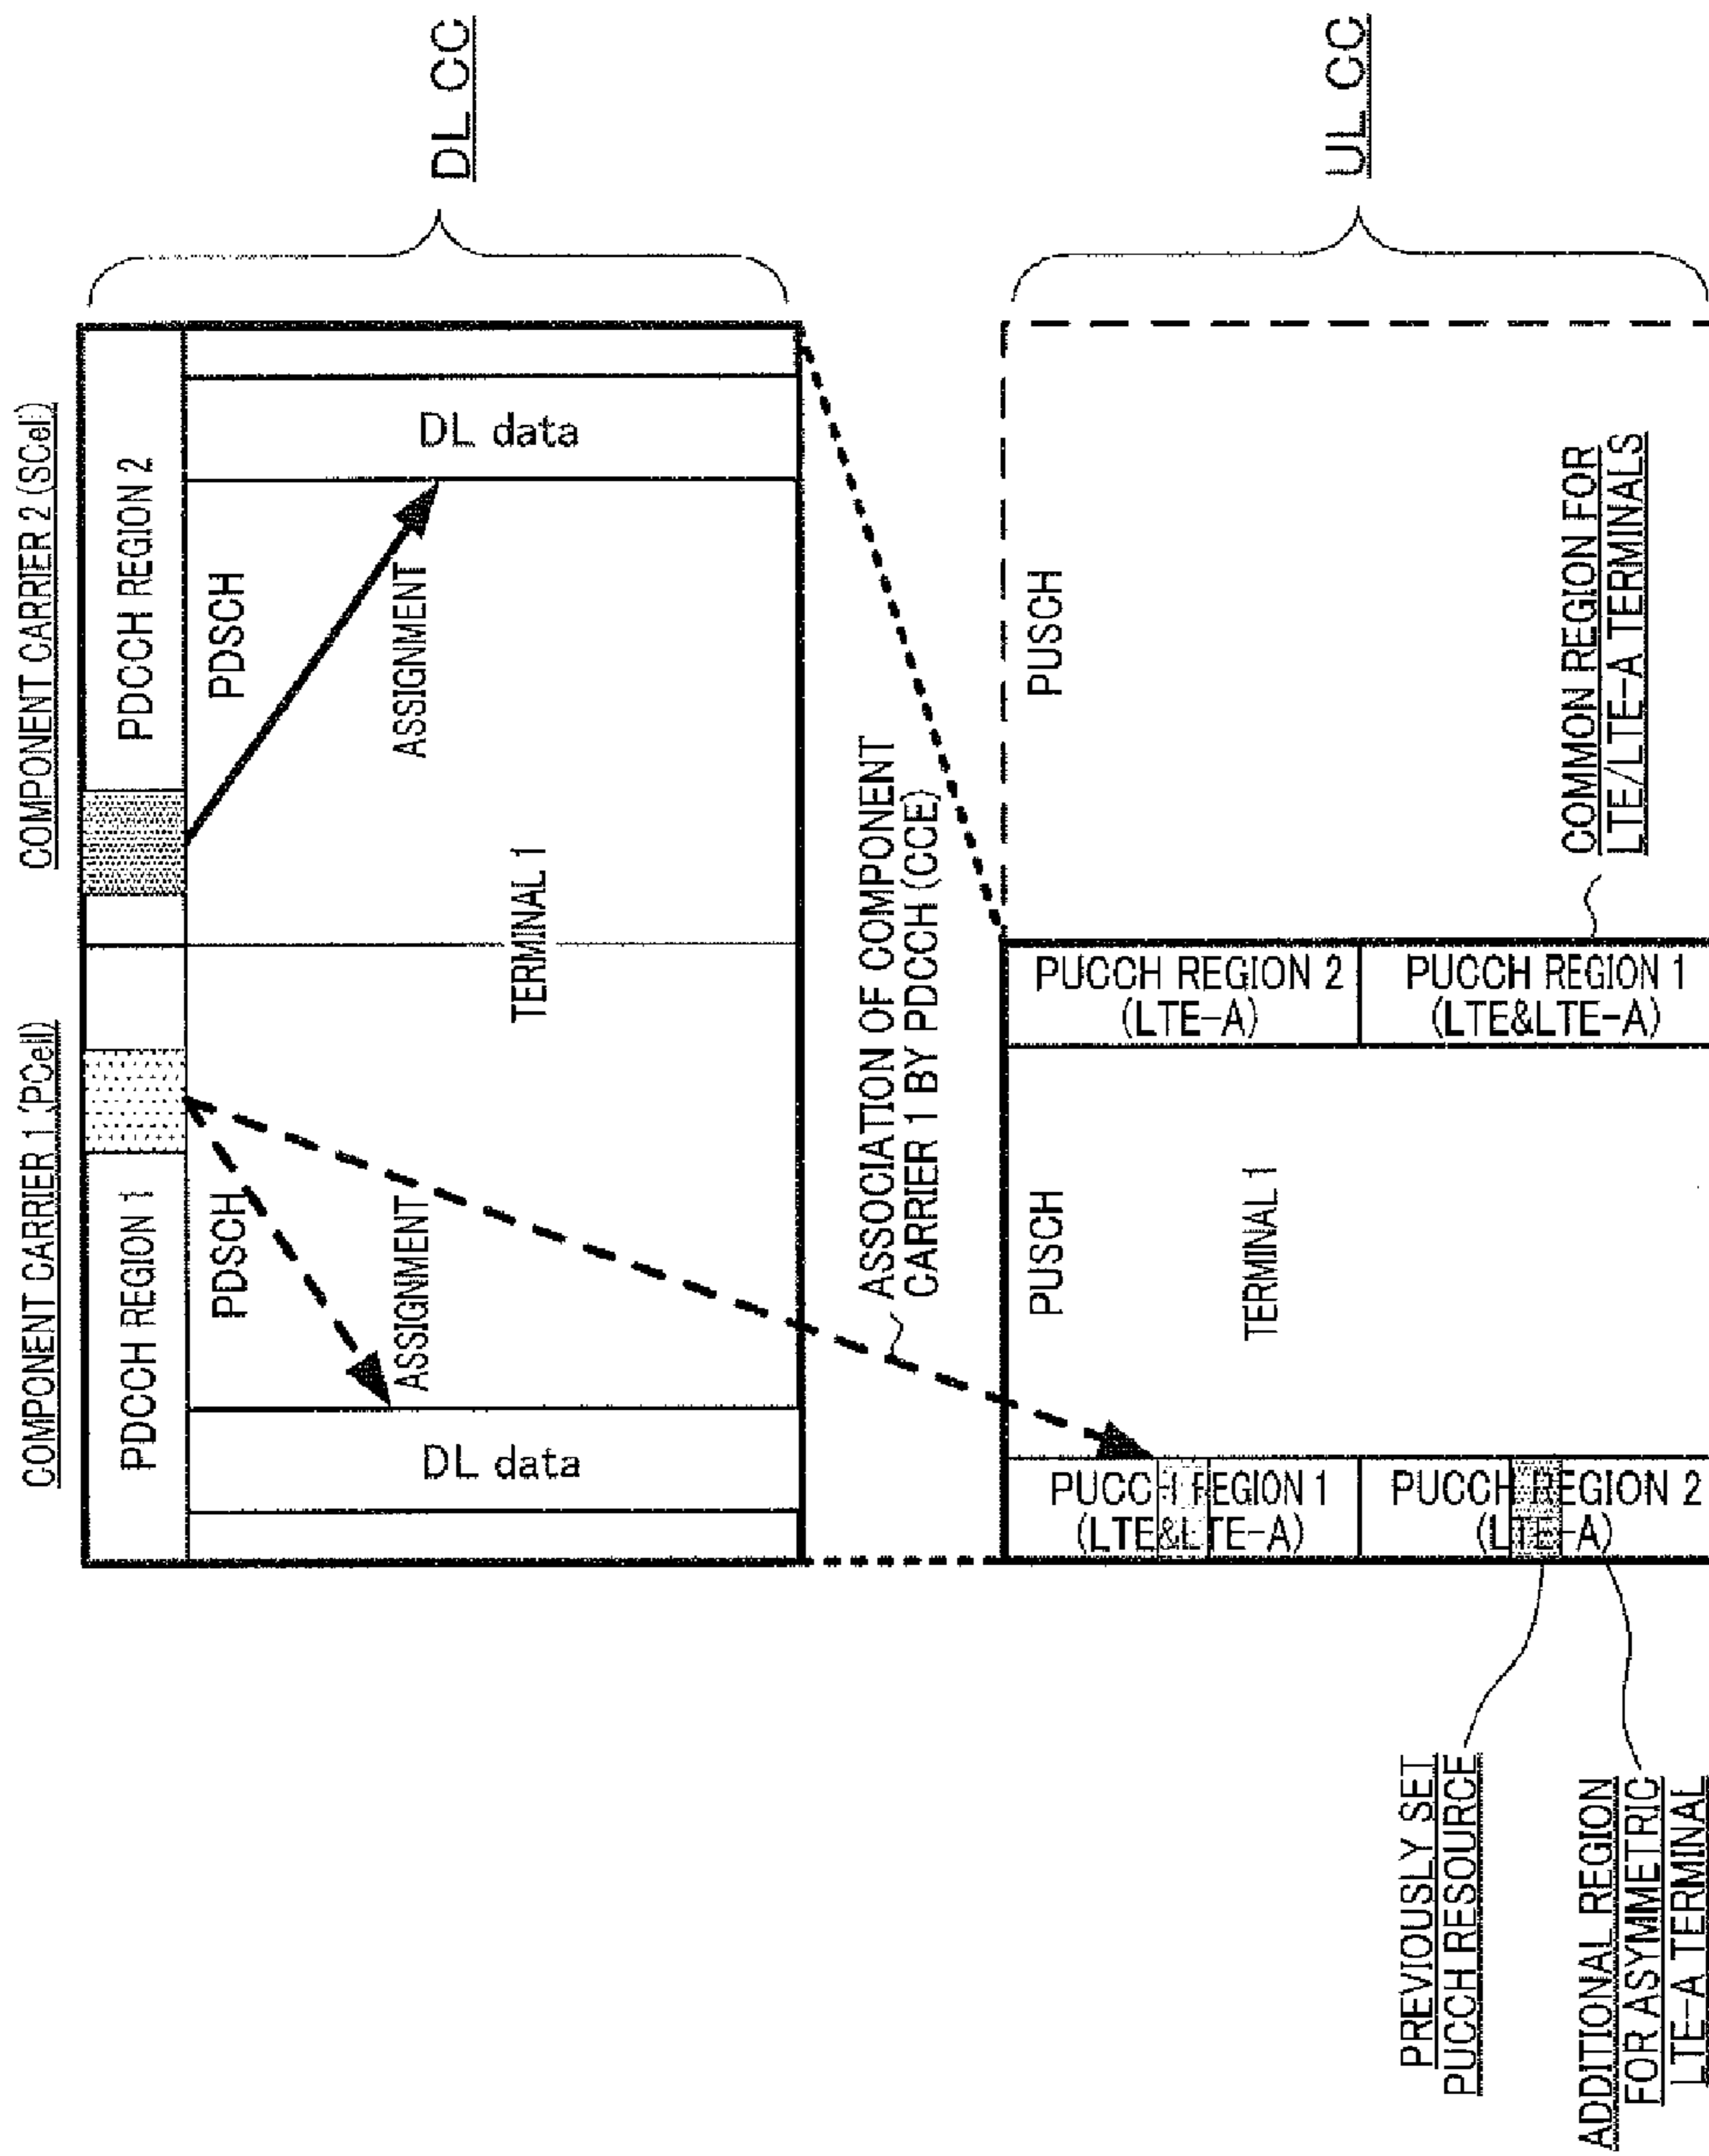 COMPONENT CARRIER 1 (PCell)
COMPONENT CARRIER 2 (SCell)
PDCCH REGION 1
PDCCH REGION 2
PDSCH
PDSCH
ASSIGNMENT
ASSIGNMENT
DL data
TERMINAL 1
DL data
DL CC
ASSOCIATION OF COMPONENT
CARRIER 1 BY PDCCH (CCE)
PUCCH REGION 1
(LTE&LTE-A)
PUSCH
PUCCH REGION 2
(LTE-A)
PUSCH
TERMINAL 1
PUCCH REGION 2
(LTE-A)
PUCCH REGION 1
(LTE&LTE-A)
UL CC
PREVIOUSLY SET
PUCCH RESOURCE
ADDITIONAL REGION
FOR ASYMMETRIC
LTE-A TERMINAL
COMMON REGION FOR
LTE/LTE-A TERMINALS